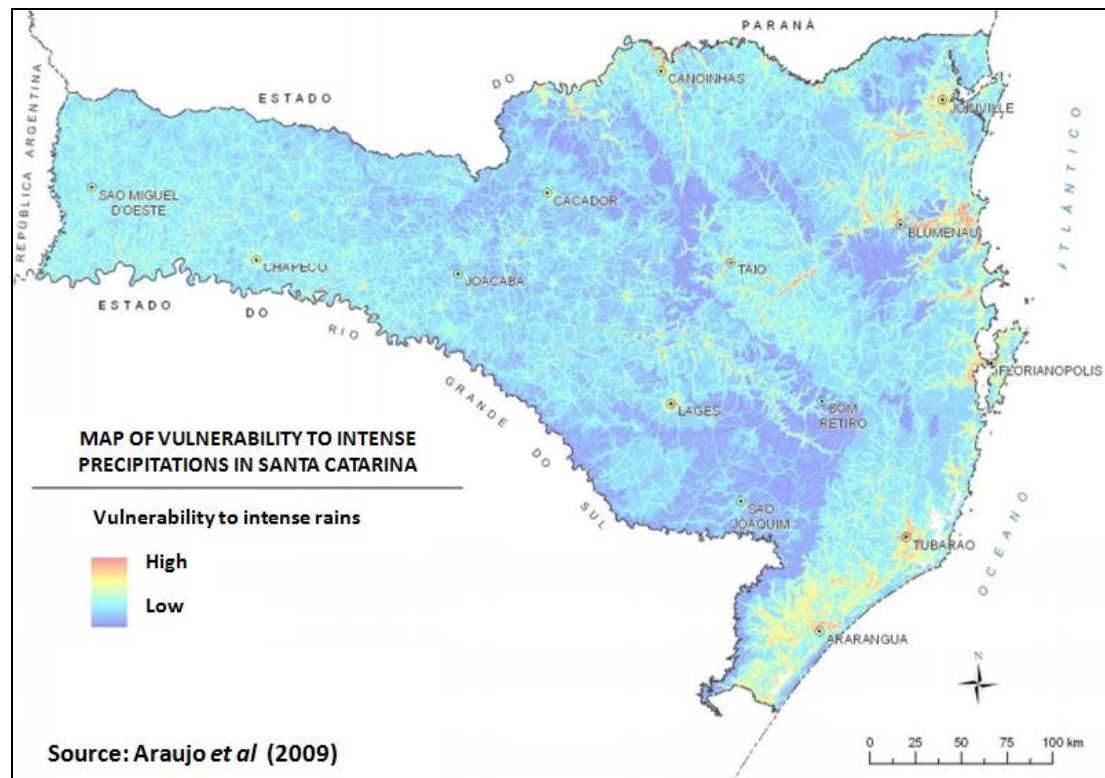 PARANÁ
CANOINHAS
DO
ESTADO
JOINVILLE
REPÚBLICA ARGENTINA
ATLÂNTICO
SAO MIGUEL
D'OESTE
CACADOR
BLUMENAU
CHAPECO
JOACABA
TAIO
ESTADO
DO
RIO
GRANDE DO
SUL
FLORIANOPOLIS
LAGES
BOM
RETIRO
MAP OF VULNERABILITY TO INTENSE
PRECIPITATIONS IN SANTA CATARINA
SAO
JOAQUIM
Vulnerability to intense rains
High
Low
TUBARAO
OCEANO
ARARANGUA
N
Source: Araujo et al (2009)
0 25 50 75 100 km